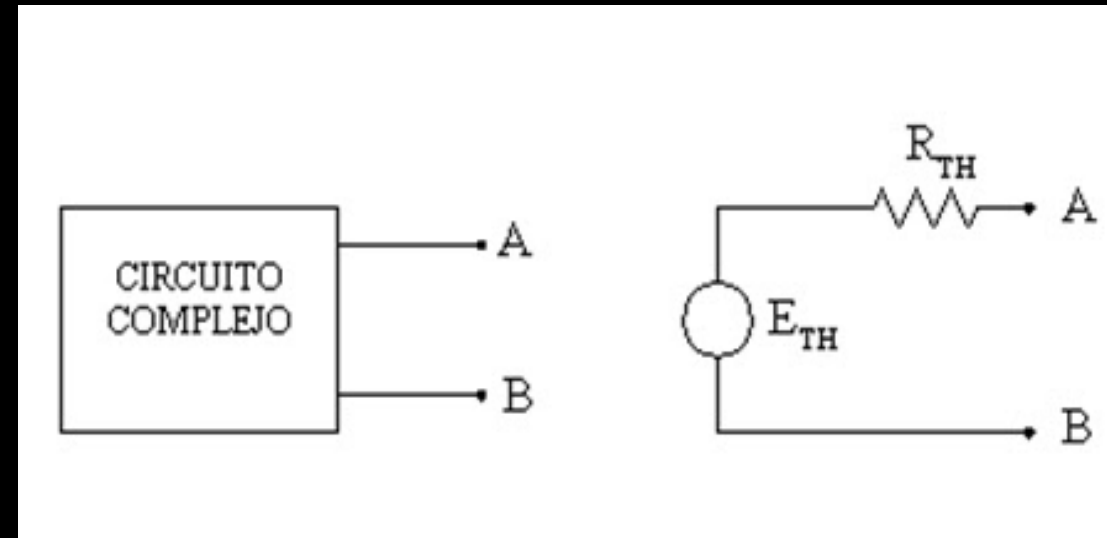 CIRCUITO
COMPLEJO
A
B
R_TH
E_TH
A
B